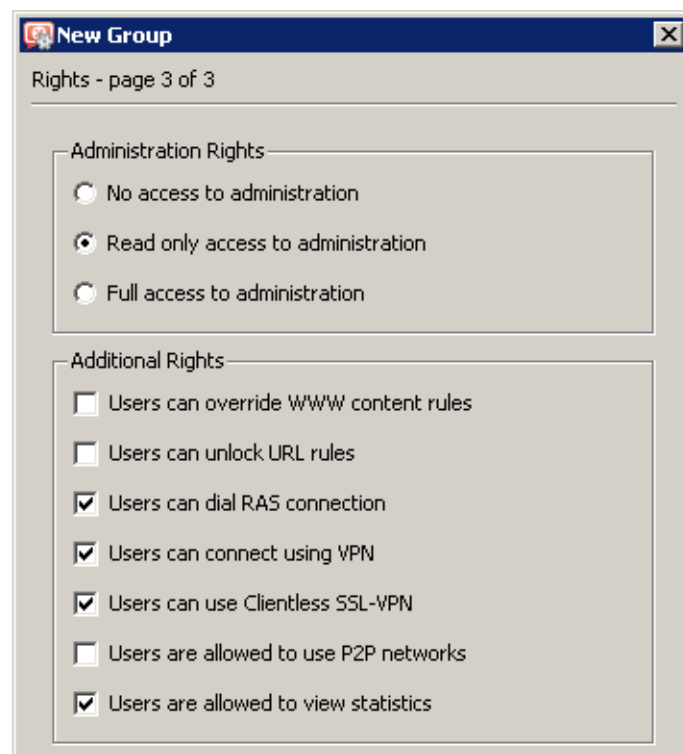 New Group
Rights - page 3 of 3
Administration Rights
No access to administration
Read only access to administration
Full access to administration
Additional Rights
Users can override WWW content rules
Users can unlock URL rules
Users can dial RAS connection
Users can connect using VPN
Users can use Clientless SSL-VPN
Users are allowed to use P2P networks
Users are allowed to view statistics